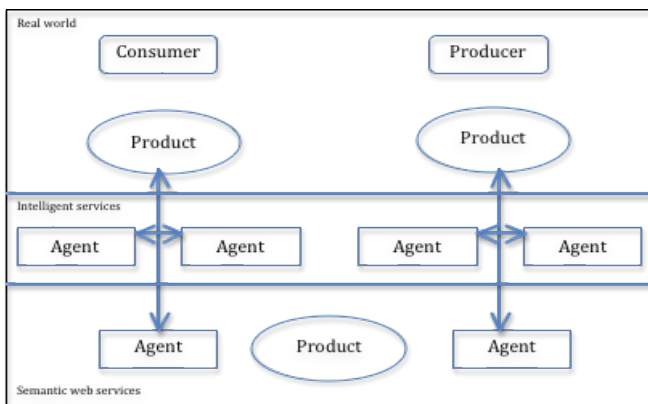 Real world
Consumer
Producer
Product
Product
Intelligent services
Agent
Agent
Agent
Agent
Agent
Product
Agent
Semantic web services